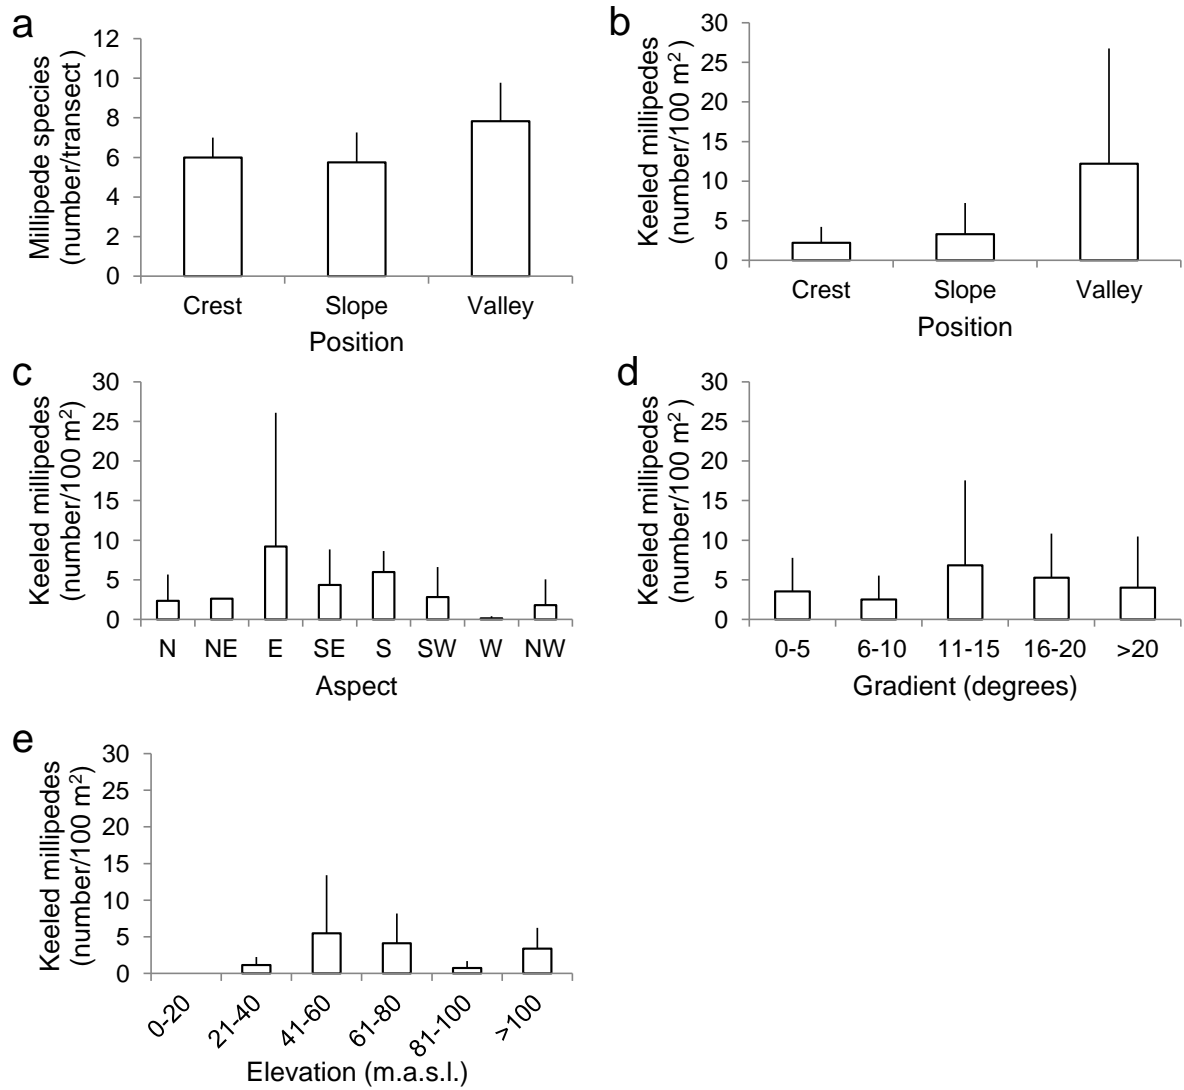 a
Millipede species
(number/transect )
12
10
8
6
4
2
0
Crest Slope Valley
Position
b
Keeled millipedes
(number/100 m² )
30
25
20
15
10
5
0
Crest Slope Valley
Position
c
Keeled millipedes
(number/100 m² )
30
25
20
15
10
5
0
N NE E SE S SW W NW
Aspect
d
Keeled millipedes
(number/100 m² )
30
25
20
15
10
5
0
0-5 6-10 11-15 16-20 >20
Gradient (degrees)
e
Keeled millipedes
(number/100 m²)
30
25
20
15
10
5
0
0-20 21-40 41-60 61-80 81-100 >100
Elevation (m.a.s.l.)